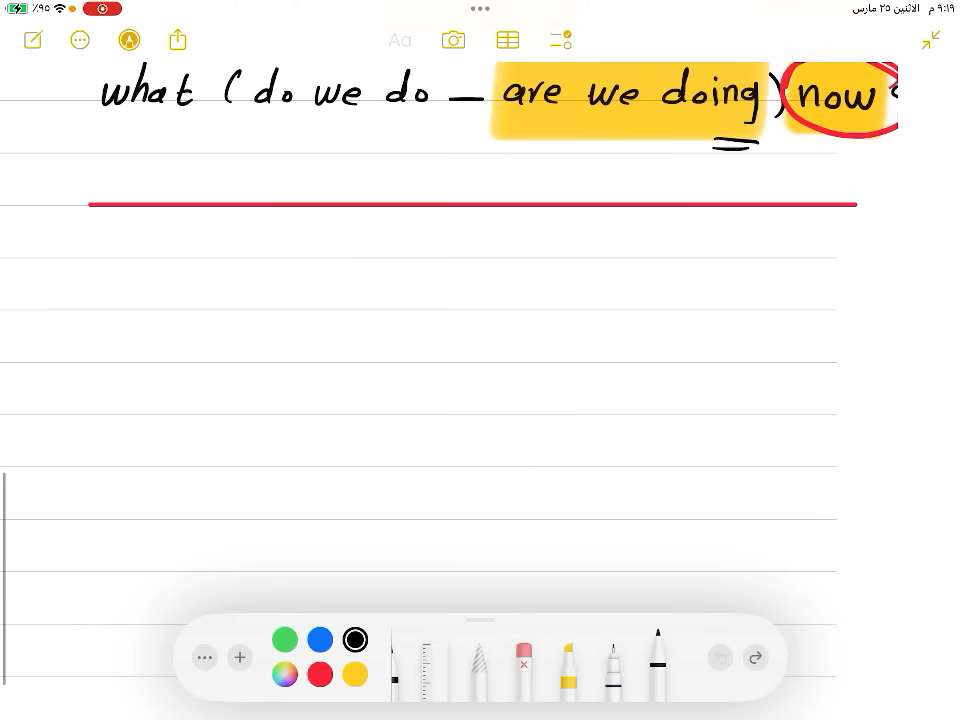 ٩:١٩ م الاثنين ٢٥ مارس
٪٩٥
Aa
what (do we do — are we doing) now